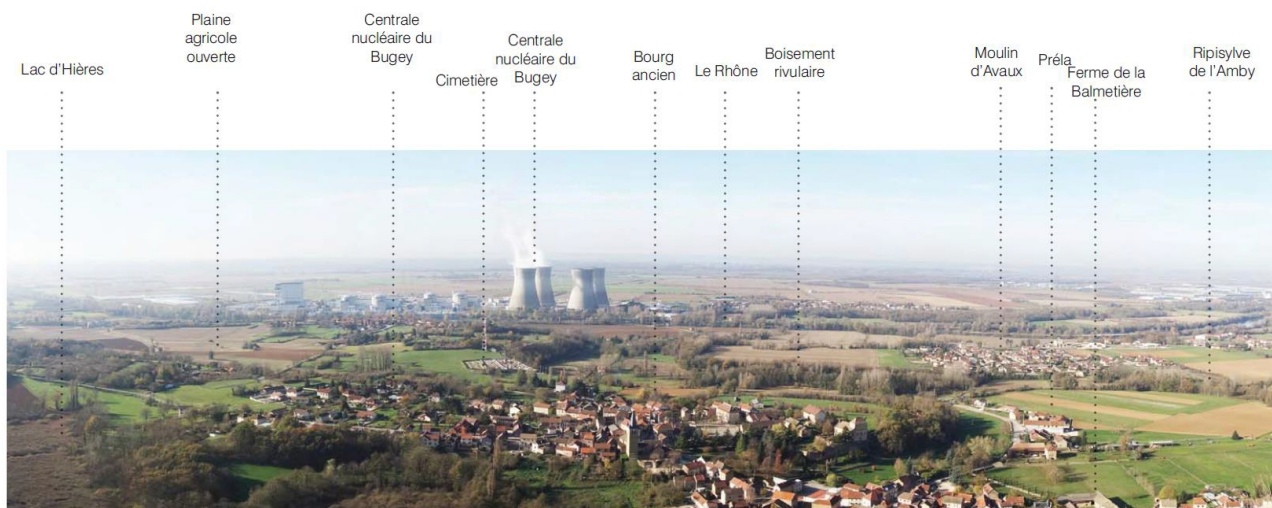 Lac d'Hières
Plaine
agricole
ouverte
Centrale
nucléaire du
Bugey
Cimetière
Centrale
nucléaire du
Bugey
Bourg
ancien
Le Rhône
Boisement
rivulaire
Moulin
d'Avaux
Préla
Ferme de la
Balmetière
Ripisylve
de l'Amby